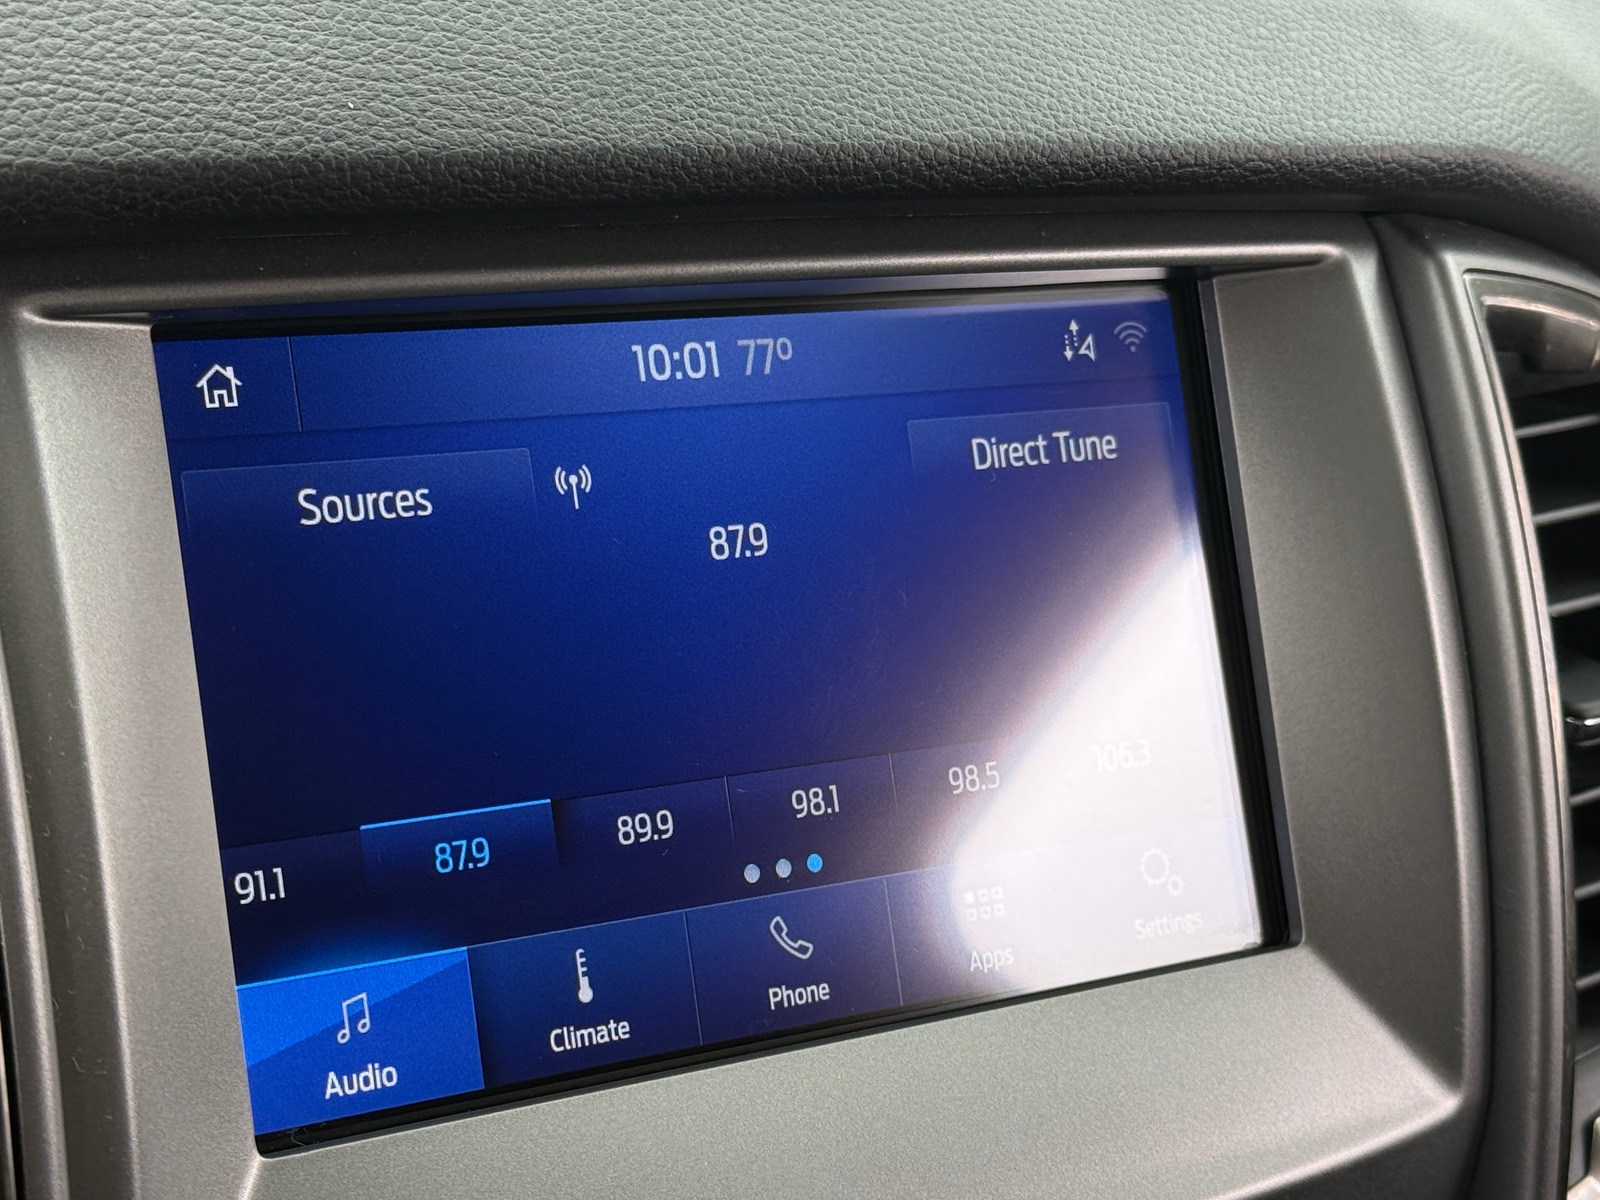 10:01 77°
Sources
Direct Tune
87.9
91.1 87.9 89.9 98.1 98.5 106.3
Audio Climate Phone Apps Settings